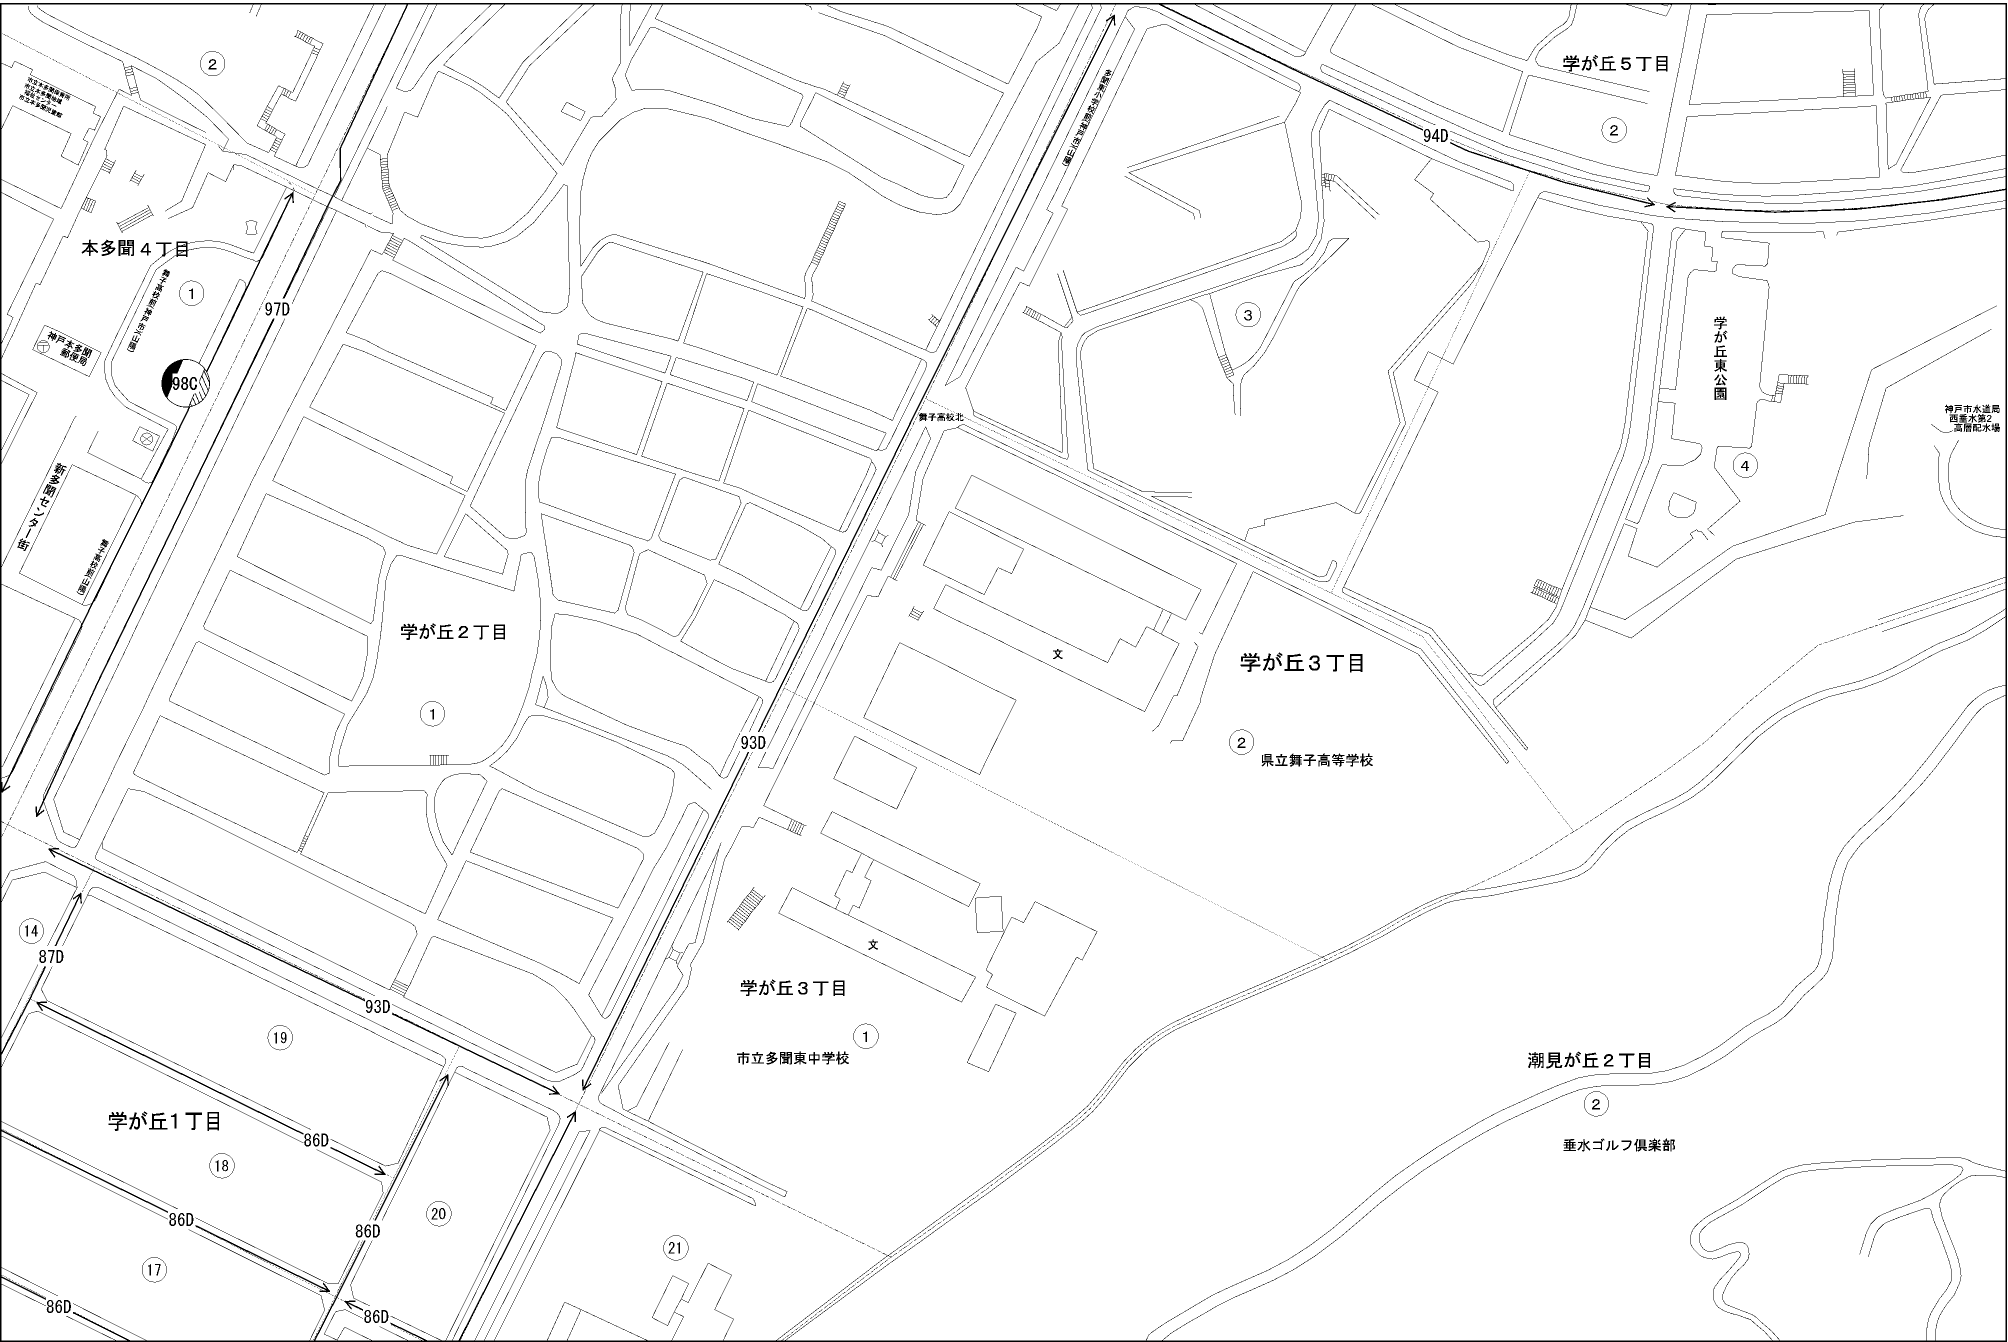 ②
学が丘5丁目
②
94D
本多聞4丁目
①
97D
③
学が丘東公園
神戸本多聞
郵便局
98C
舞子高校北
神戸市水道局
西垂水第2
高層配水場
④
新多聞センター街
学が丘2丁目
①
文
学が丘3丁目
②
県立舞子高等学校
93D
⑭
87D
文
学が丘3丁目
93D
⑲
①
市立多聞東中学校
潮見が丘2丁目
②
学が丘1丁目
86D
垂水ゴルフ倶楽部
⑱
86D
86D
⑳
㉑
⑰
86D
86D